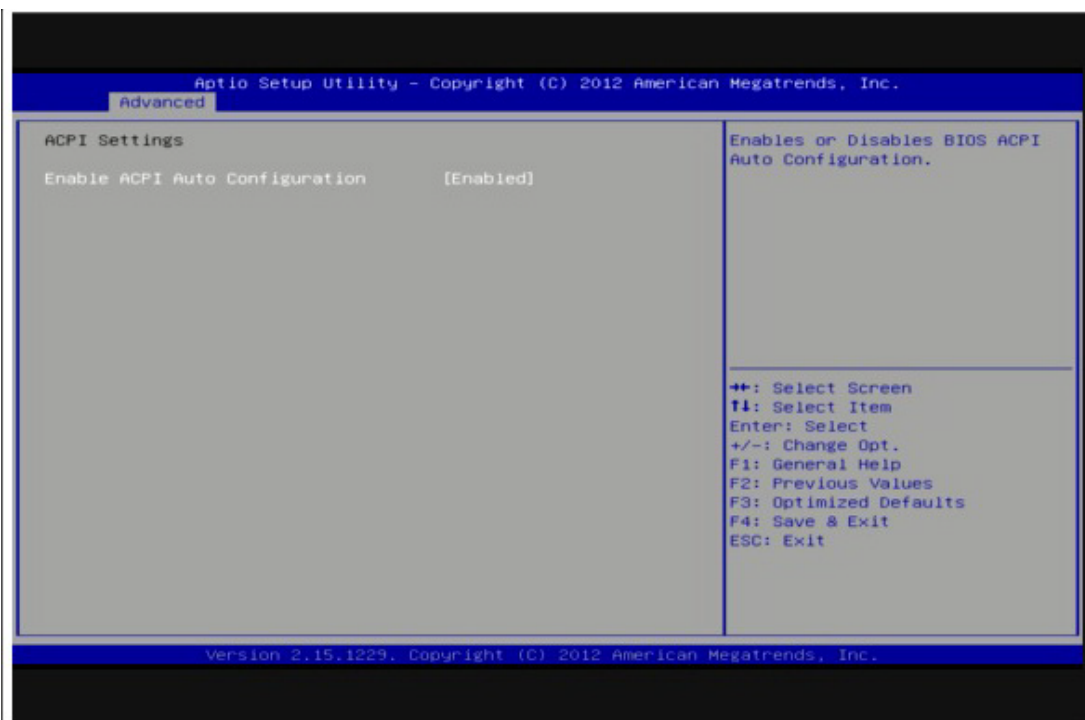 Aptio Setup Utility – Copyright (C) 2012 American Megatrends, Inc.
Advanced
ACPI Settings
Enable ACPI Auto Configuration [Enabled]
Enables or Disables BIOS ACPI
Auto Configuration.
→←: Select Screen
↑↓: Select Item
Enter: Select
+/-: Change Opt.
F1: General Help
F2: Previous Values
F3: Optimized Defaults
F4: Save & Exit
ESC: Exit
Version 2.15.1229. Copyright (C) 2012 American Megatrends, Inc.